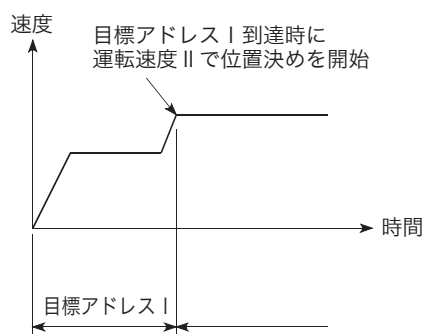 速度
目標アドレスⅠ到達時に
運転速度Ⅱで位置決めを開始
時間
目標アドレスⅠ